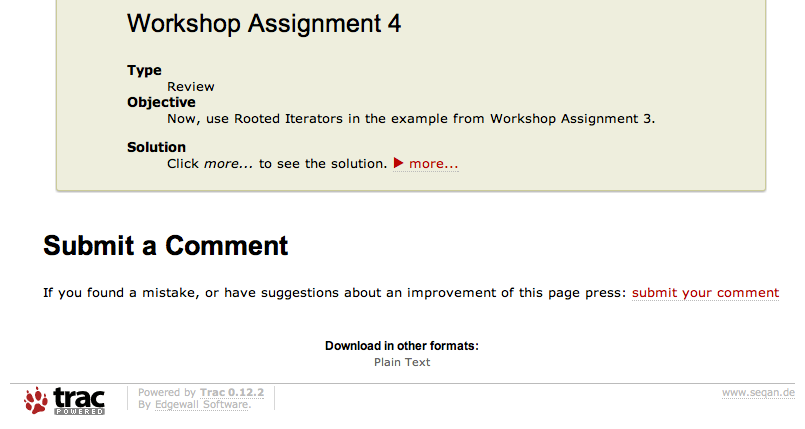 Workshop Assignment 4
Type
Review
Objective
Now, use Rooted Iterators in the example from Workshop Assignment 3.
Solution
Click more... to see the solution. ▶ more...
Submit a Comment
If you found a mistake, or have suggestions about an improvement of this page press: submit your comment
Download in other formats:
Plain Text
trac
POWERED
Powered by Trac 0.12.2
By Edgewall Software.
www.seqan.de